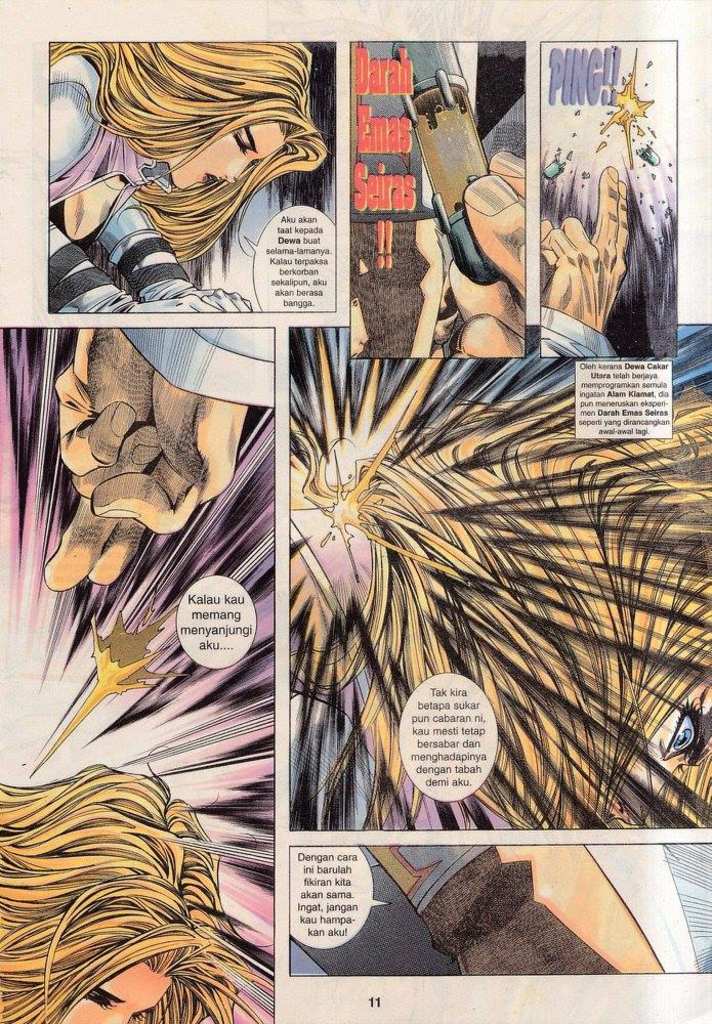 Aku akan
taat kepada
Dewa buat
selama-lamanya.
Kalau terpaksa
berkorban
sekalipun, aku
akan berasa
bangga.
Darah
Emas
Seiras
!!
PING!!
Oleh kerana Dewa Cakar
Utara telah berjaya
memprogramkan semula
ingatan Alam Kiamat, dia
pun meneruskan eksperi-
men Darah Emas Seiras
seperti yang dirancangkan
awal-awal lagi.
Kalau kau
memang
menyanjungi
aku....
Tak kira
betapa sukar
pun cabaran ni,
kau mesti tetap
bersabar dan
menghadapinya
dengan tabah
demi aku.
Dengan cara
ini barulah
fikiran kita
akan sama.
Ingat, jangan
kau hampa-
kan aku!
11